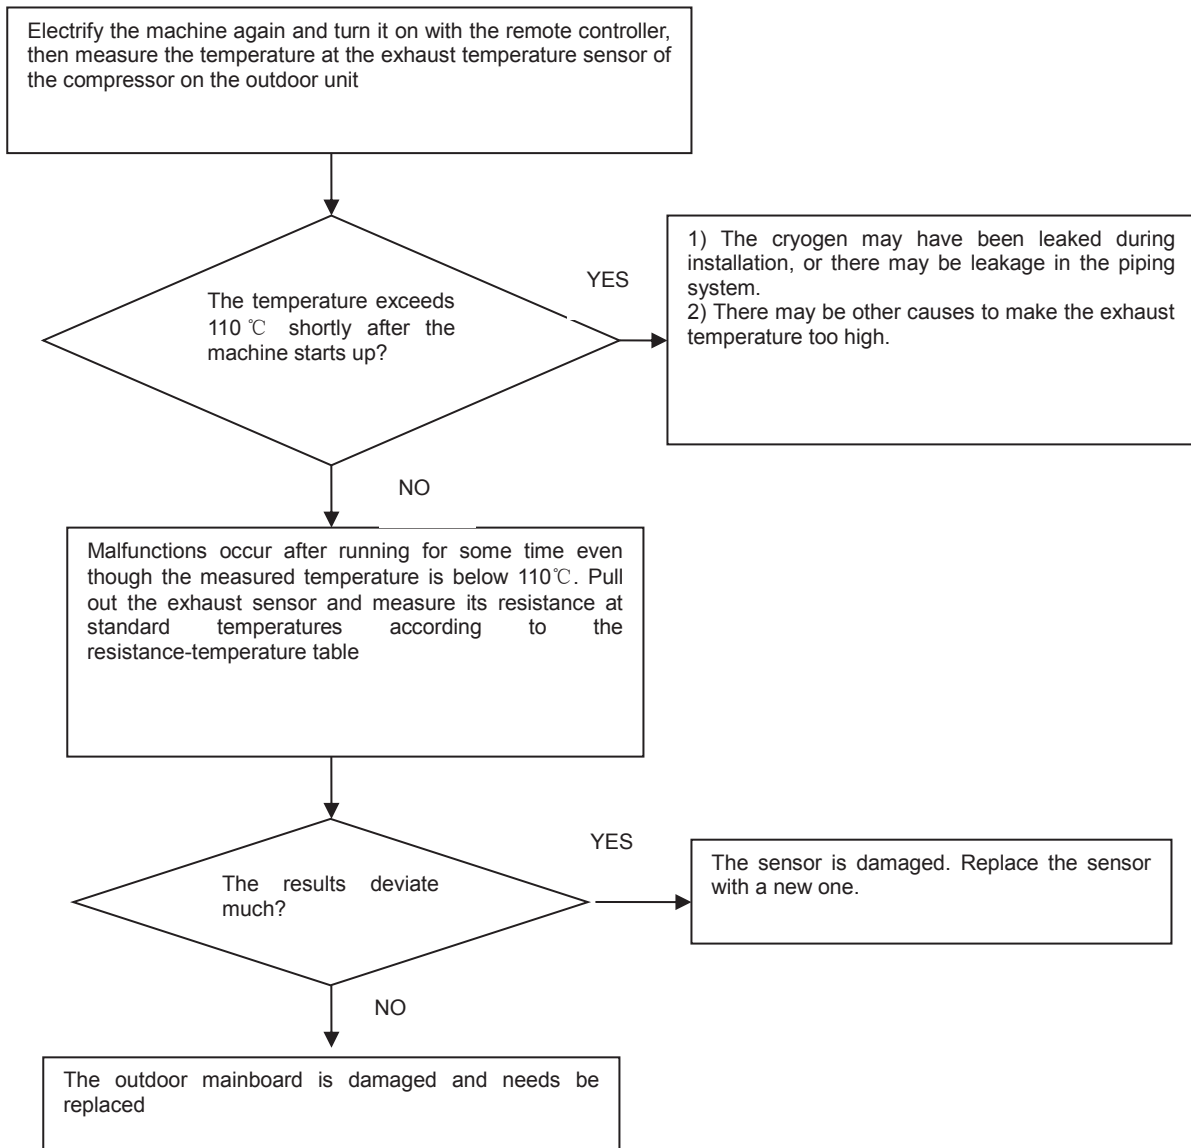 Electrify the machine again and turn it on with the remote controller,
then measure the temperature at the exhaust temperature sensor of
the compressor on the outdoor unit
The temperature exceeds
110 ℃ shortly after the
machine starts up?
YES
1) The cryogen may have been leaked during
installation, or there may be leakage in the piping
system.
2) There may be other causes to make the exhaust
temperature too high.
NO
Malfunctions occur after running for some time even
though the measured temperature is below 110℃. Pull
out the exhaust sensor and measure its resistance at
standard temperatures according to the
resistance-temperature table
The results deviate
much?
YES
The sensor is damaged. Replace the sensor
with a new one.
NO
The outdoor mainboard is damaged and needs be
replaced